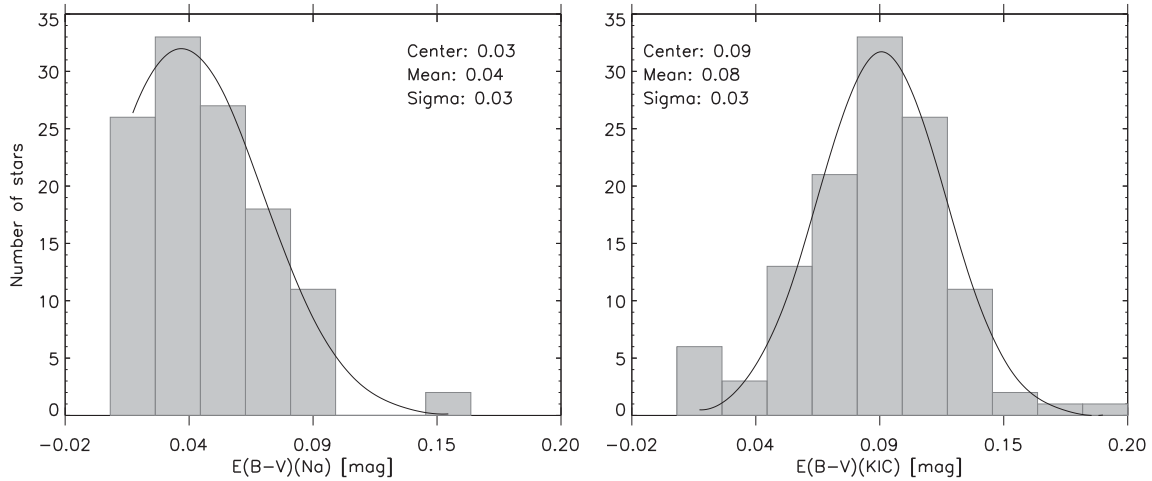 35
30
25
20
15
10
5
0
Number of stars
Center: 0.03
Mean: 0.04
Sigma: 0.03
−0.02 0.04 0.09 0.15 0.20
E(B−V)(Na) [mag]
35
30
25
20
15
10
5
0
Center: 0.09
Mean: 0.08
Sigma: 0.03
−0.02 0.04 0.09 0.15 0.20
E(B−V)(KIC) [mag]